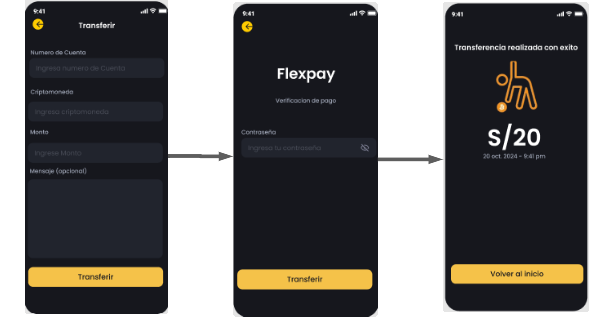 9:41
Transferir
Numero de Cuenta
Ingresa numero de Cuenta
Criptomoneda
Ingresa criptomoneda
Monto
Ingrese Monto
Mensaje (opcional)
Transferir
9:41
Flexpay
Verificacion de pago
Contraseña
Ingresa tu contraseña
Transferir
9:41
Transferencia realizada con exito
S/20
20 oct. 2024 - 9:41 pm
Volver al inicio